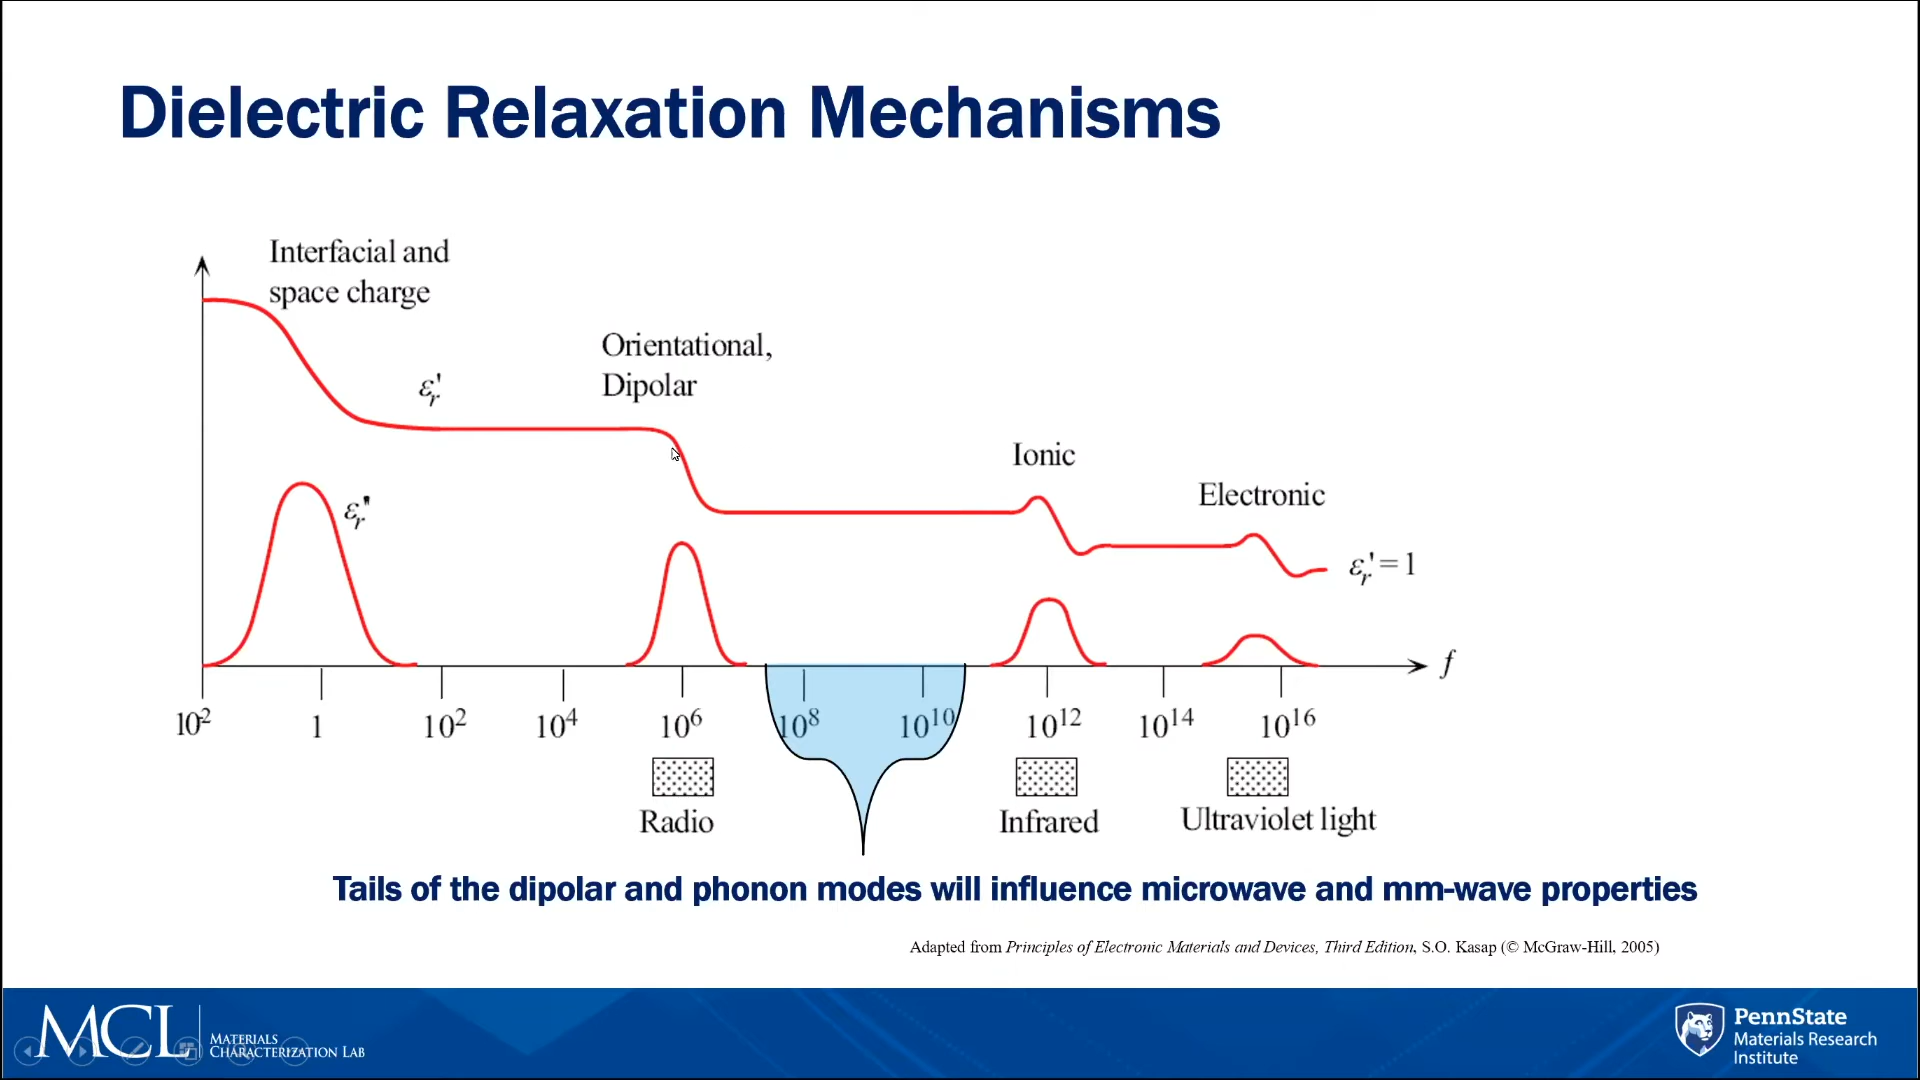 Dielectric Relaxation Mechanisms
Interfacial and
space charge
Orientational,
Dipolar
εr'
Ionic
Electronic
εr''
εr' = 1
f
10-2
1
10²
10⁴
10⁶
10⁸
10¹⁰
10¹²
10¹⁴
10¹⁶
Radio
Infrared
Ultraviolet light
Tails of the dipolar and phonon modes will influence microwave and mm-wave properties
Adapted from Principles of Electronic Materials and Devices, Third Edition, S.O. Kasap (© McGraw-Hill, 2005)
MCL
MATERIALS
CHARACTERIZATION LAB
PennState
Materials Research
Institute